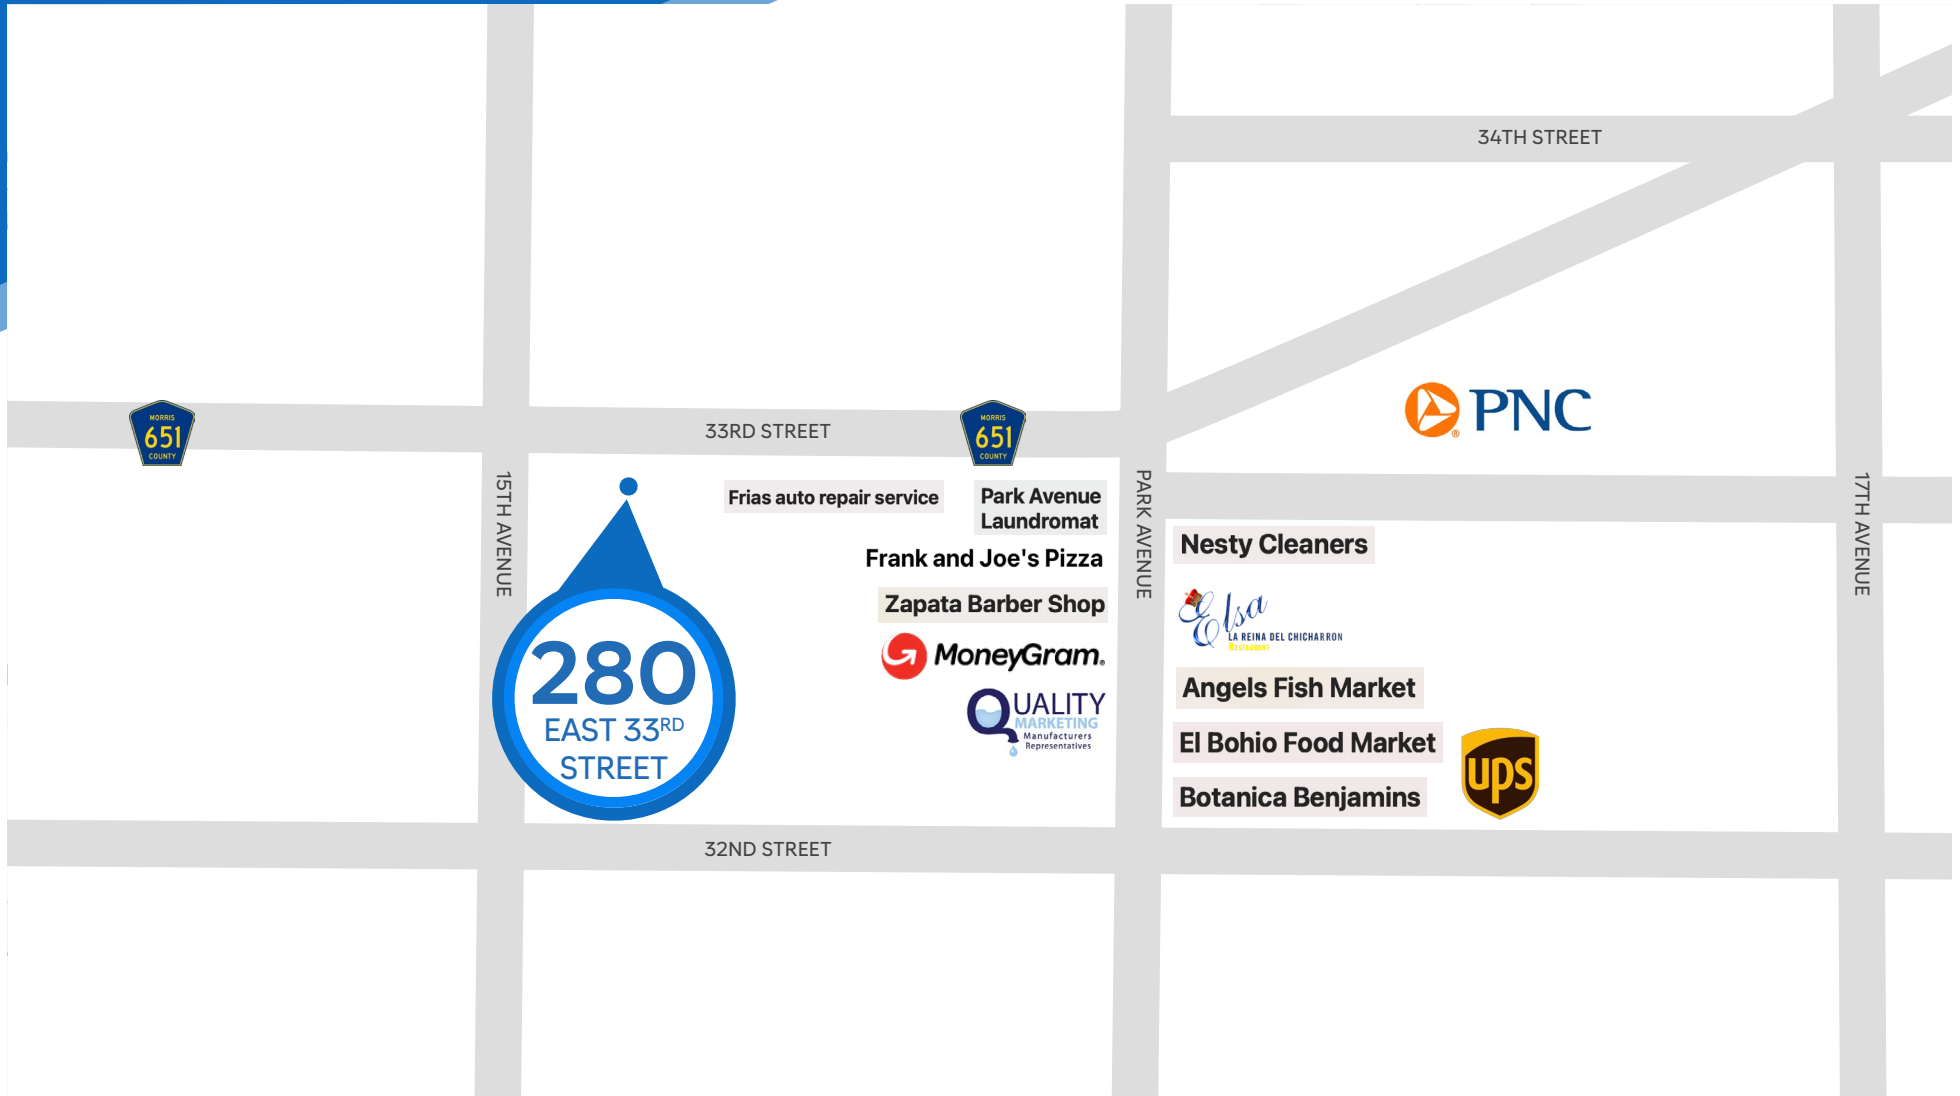 34TH STREET
PNC
MORRIS
651
COUNTY
33RD STREET
MORRIS
651
COUNTY
15TH AVENUE
PARK AVENUE
17TH AVENUE
Frias auto repair service
Park Avenue
Laundromat
Frank and Joe's Pizza
Zapata Barber Shop
MoneyGram.
QUALITY
MARKETING
Manufacturers
Representatives
280
EAST 33RD
STREET
Nesty Cleaners
Elsa
LA REINA DEL CHICHARRON
RESTAURANT
Angels Fish Market
El Bohio Food Market
ups
Botanica Benjamins
32ND STREET